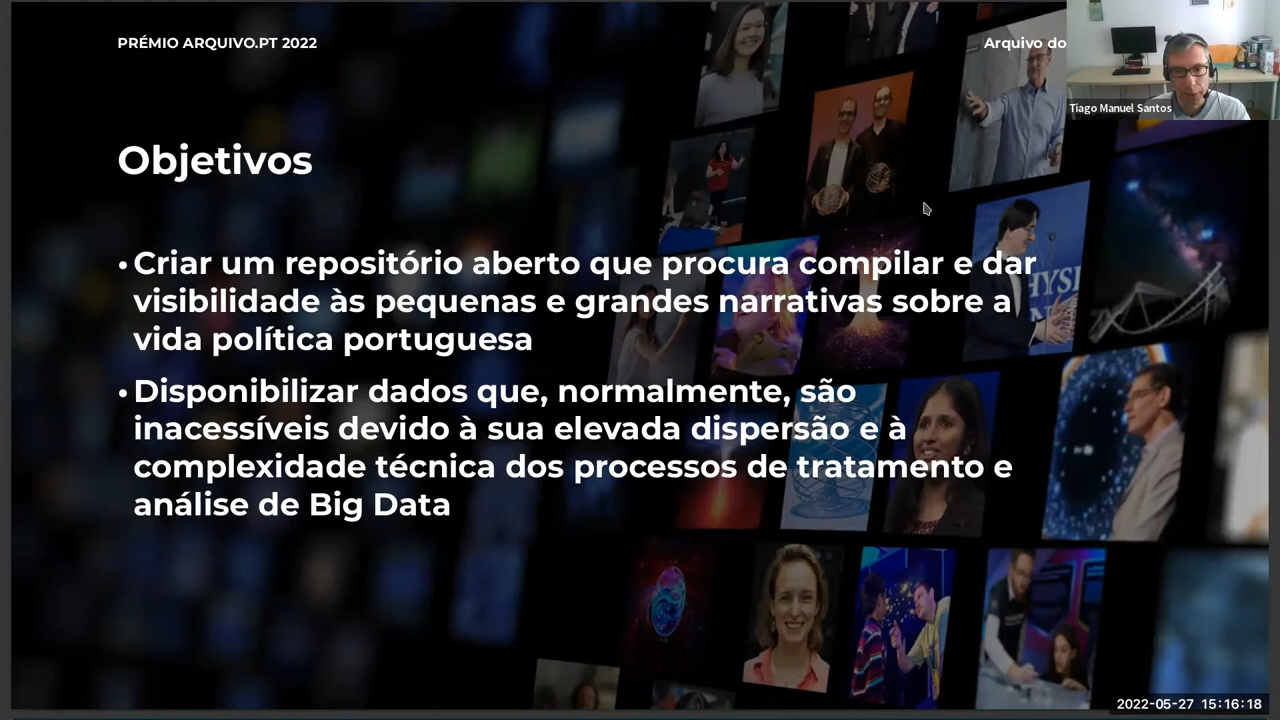 PRÉMIO ARQUIVO.PT 2022
Arquivo do
Tiago Manuel Santos
Objetivos
• Criar um repositório aberto que procura compilar e dar
visibilidade às pequenas e grandes narrativas sobre a
vida política portuguesa
• Disponibilizar dados que, normalmente, são
inacessíveis devido à sua elevada dispersão e à
complexidade técnica dos processos de tratamento e
análise de Big Data
2022-05-27 15:16:18